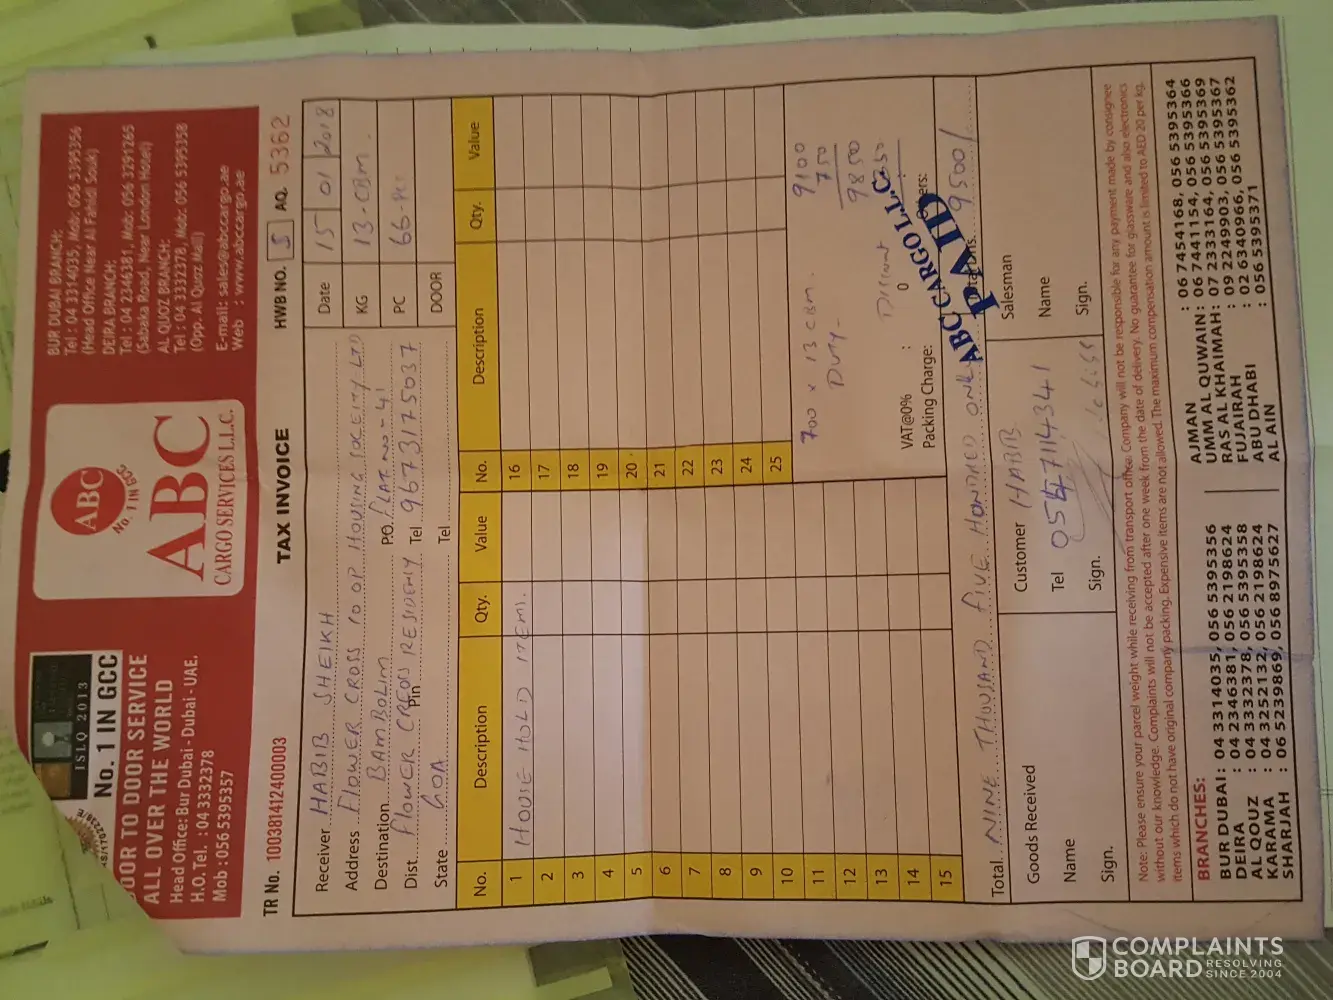 ISLQ 2013
No. 1 IN GCC
DOOR TO DOOR SERVICE
ALL OVER THE WORLD
Head Office: Bur Dubai - Dubai - UAE,
H.O. Tel. : 04 3332378
Mob : 056 5395357
ABC
No. 1 IN GCC
ABC
CARGO SERVICES L.L.C.
BUR DUBAI BRANCH:
Tel : 04 3314035, Mob: 056 5395356
(Head Office Near Al Fahidi Souk)
DEIRA BRANCH:
Tel : 04 2346381, Mob: 056 3291265
(Sabaka Road, Near London Hotel)
AL QUOZ BRANCH:
Tel : 04 3332378, Mob: 056 5395358
(Opp. Al Quoz Mall)
E-mail: sales@abccargo.ae
Web : www.abccargo.ae
TR No. 100381412400003
TAX INVOICE
HWB NO. 5 AQ. 5362
Receiver HABIB SHEIKH
Date 15 01 2018
Address FLOWER CROSS TO OP HOUSING SOCEITY LTD
KG 13-CBM.
Destination BAMBOLIM P.O. FLAT NO-41
PC 66-Pcs
Dist. FLOWER CREOSS RESIDENSY Pin Tel 9673175037
DOOR
State GOA Tel
No. Description Qty. Value No. Description Qty. Value
1 HOUSE HOLD ITEM. 16
2 17
3 18
4 19
5 20
6 21
7 22
8 23
9 24
10 25
11 700 x 13 CBM. 9100
12 DUTY- 750
9850
13 DISCOUNT 350
14 VAT@0% : 0
15 Packing Charge:
ABC CARGO L.L.C.
PAID
Total NINE THOUSAND FIVE HONDRED ONLY 9500/
Goods Received
Name
Sign.
Customer HABIB
Tel 0547114341
Sign.
Salesman
Name
Sign.
Note: Please ensure your parcel weight while receiving from transport office. Company will not be responsible for any payment made by consignee
without our knowledge. Complaints will not be accepted after one week from the date of delivery. No guarantee for glassware and also electronics
items which do not have original company packing. Expensive items are not allowed. The maximum compensation amount is limited to AED 20 per kg.
BRANCHES:
BUR DUBAI : 04 3314035, 056 5395356
DEIRA : 04 2346381, 056 2198624
AL QOUZ : 04 3332378, 056 5395358
KARAMA : 04 3252132, 056 2198624
SHARJAH : 06 5239869, 056 8975627
AJMAN : 06 7454168, 056 5395364
UMM AL QUWAIN : 06 7441154, 056 5395366
RAS AL KHAIMAH : 07 2333164, 056 5395369
FUJAIRAH : 09 2249903, 056 5395367
ABU DHABI : 02 6340966, 056 5395362
AL AIN : 056 5395371
COMPLAINTS
BOARD RESOLVING
SINCE 2004